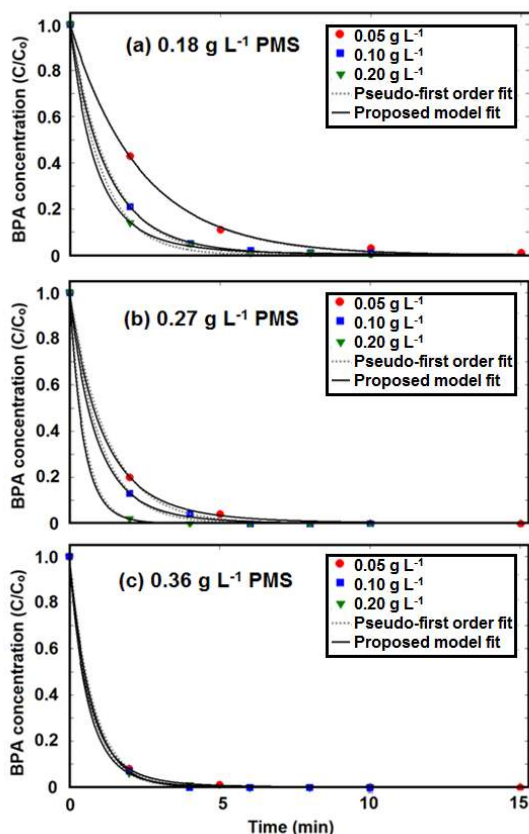 (a) 0.18 g L⁻¹ PMS
0.05 g L⁻¹
0.10 g L⁻¹
0.20 g L⁻¹
Pseudo-first order fit
Proposed model fit
BPA concentration (C/Cₒ)
1.0
0.8
0.6
0.4
0.2
0
(b) 0.27 g L⁻¹ PMS
0.05 g L⁻¹
0.10 g L⁻¹
0.20 g L⁻¹
Pseudo-first order fit
Proposed model fit
BPA concentration (C/Cₒ)
1.0
0.8
0.6
0.4
0.2
0
(c) 0.36 g L⁻¹ PMS
0.05 g L⁻¹
0.10 g L⁻¹
0.20 g L⁻¹
Pseudo-first order fit
Proposed model fit
BPA concentration (C/Cₒ)
1.0
0.8
0.6
0.4
0.2
0
0 5 10 15
Time (min)